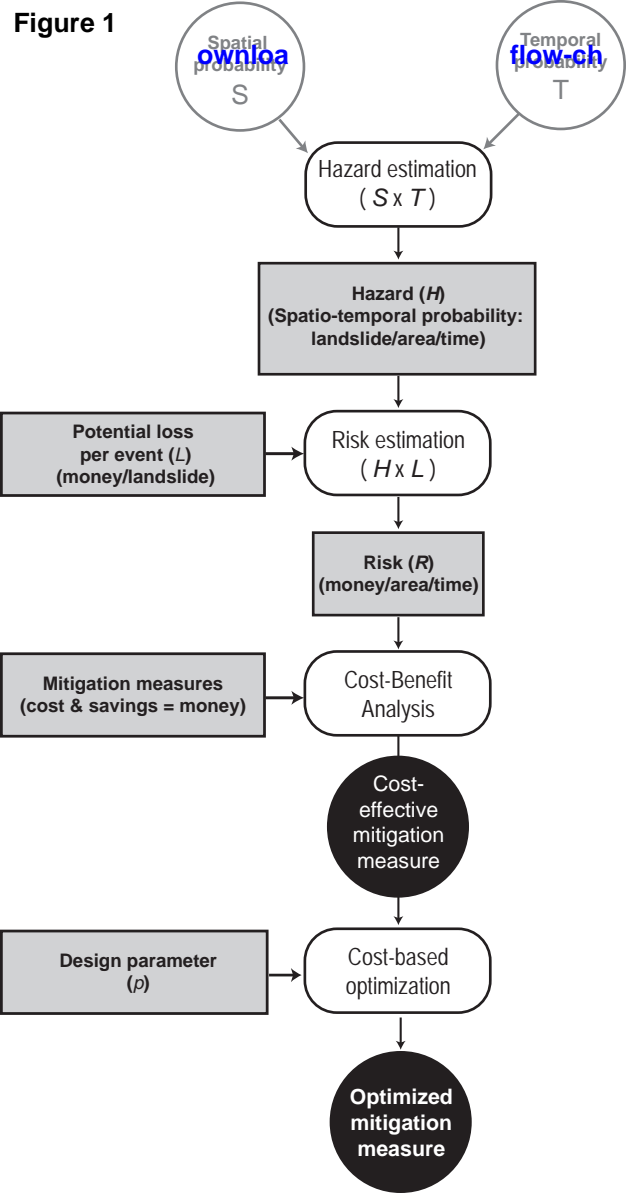 Figure 1
Spatial
probability
ownloa
S
Temporal
probability
flow-ch
T
Hazard estimation
( S x T )
Hazard (H)
(Spatio-temporal probability:
landslide/area/time)
Potential loss
per event (L)
(money/landslide)
Risk estimation
( H x L )
Risk (R)
(money/area/time)
Mitigation measures
(cost & savings = money)
Cost-Benefit
Analysis
Cost-
effective
mitigation
measure
Design parameter
(p)
Cost-based
optimization
Optimized
mitigation
measure